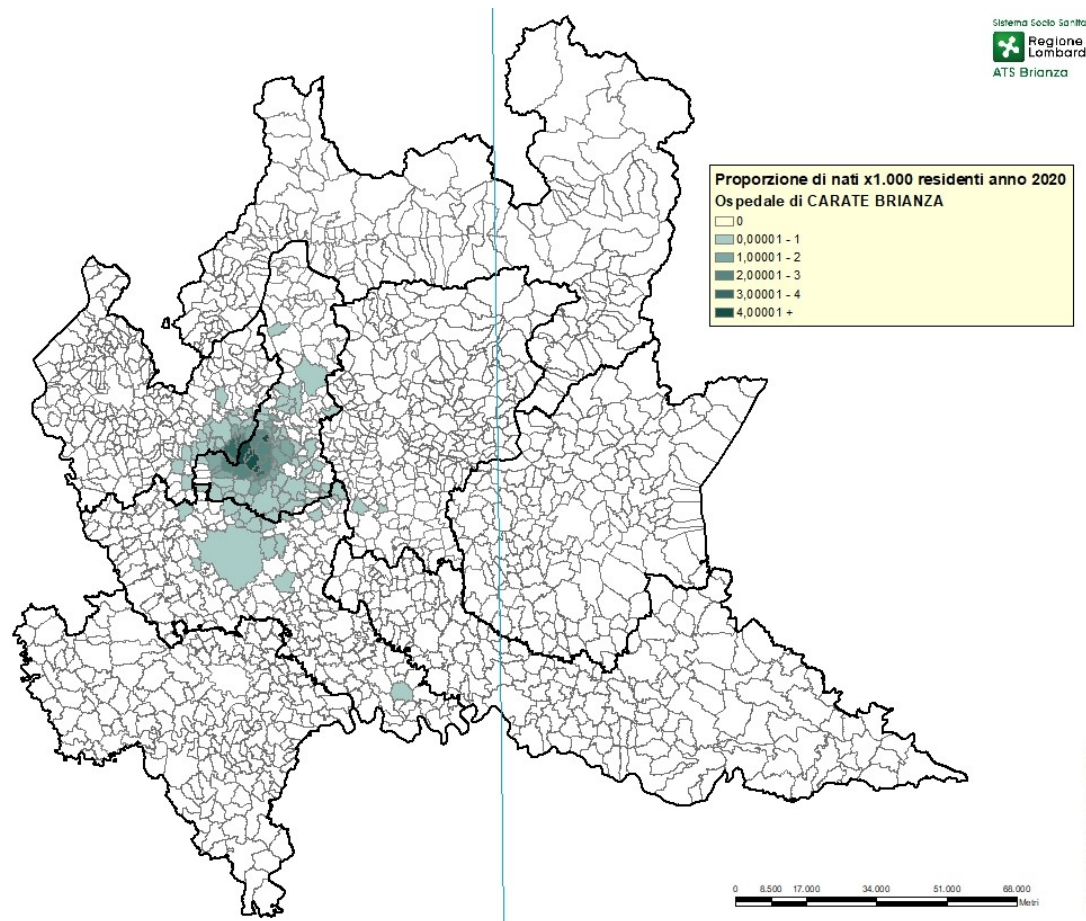 Sistema Socio Sanita
Regione
Lombard
ATS Brianza
Proporzione di nati x1.000 residenti anno 2020
Ospedale di CARATE BRIANZA
0
0,00001 - 1
1,00001 - 2
2,00001 - 3
3,00001 - 4
4,00001 +
0 8.500 17.000 34.000 51.000 68.000
Metri